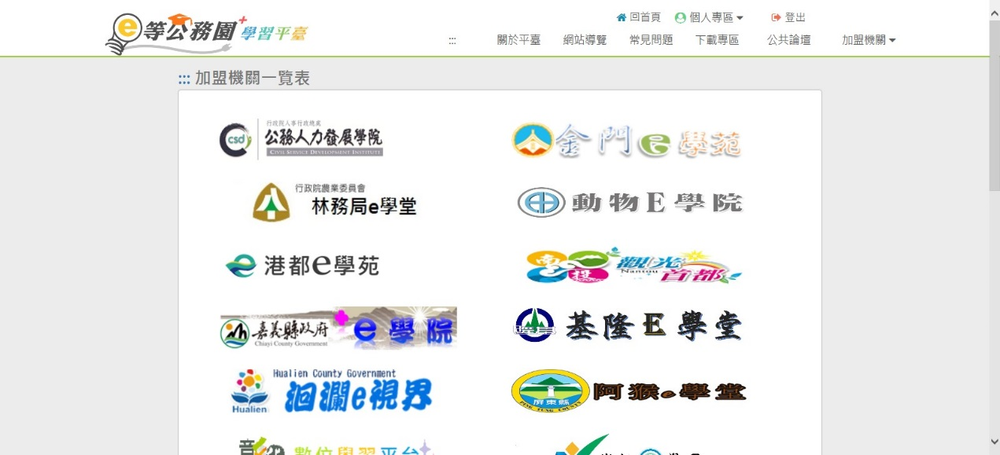 e等公務園+學習平臺
回首頁 個人專區 登出
::: 關於平臺 網站導覽 常見問題 下載專區 公共論壇 加盟機關
::: 加盟機關一覽表
行政院人事行政總處
csdi 公務人力發展學院
CIVIL SERVICE DEVELOPMENT INSTITUTE
金門e學苑
行政院農業委員會
林務局e學堂
動物E學院
港都e學苑
雲投 觀光
Nantou 首都
嘉義縣政府 e學院
Chiayi County Government
基隆E學堂
Hualien County Government
洄瀾e視界
Hualien
阿猴e學堂
屏東縣
PING TUNG COUNTY
數位學習平台